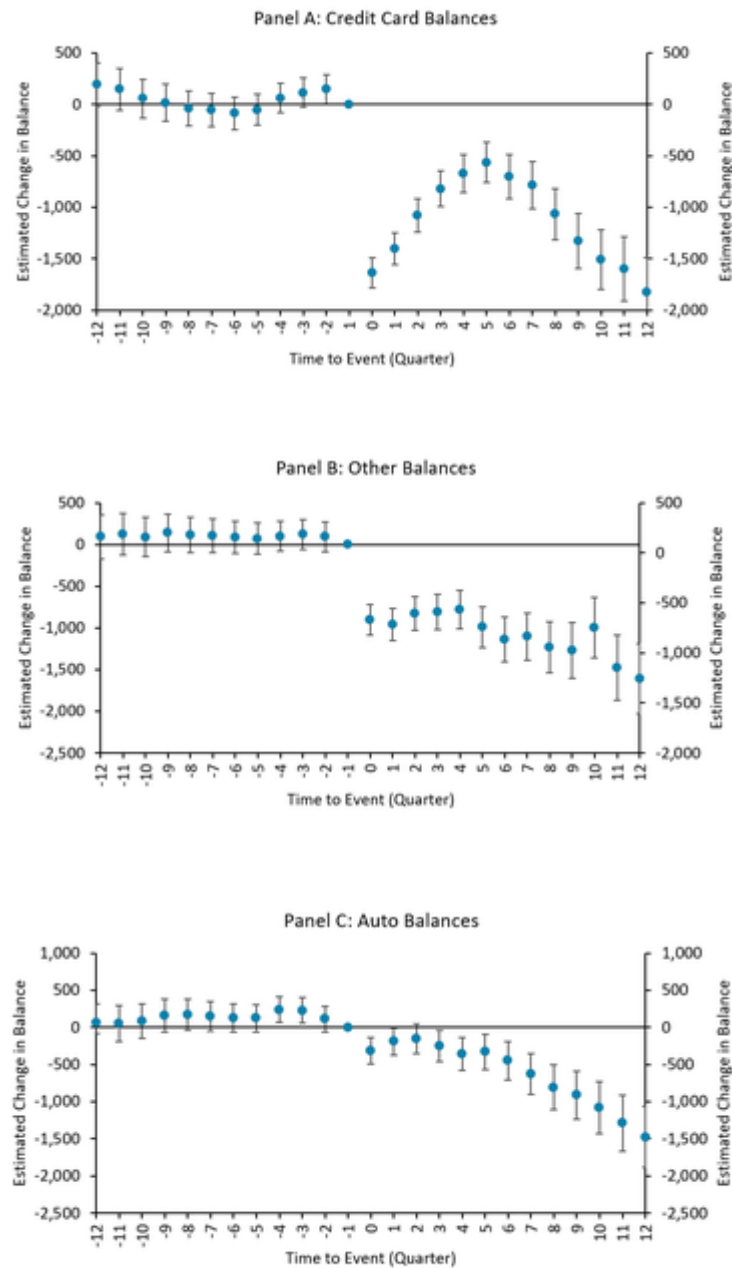 Panel A: Credit Card Balances
Estimated Change in Balance
500
0
-500
-1,000
-1,500
-2,000
500
0
-500
-1,000
-1,500
-2,000
Estimated Change in Balance
-12 -11 -10 -9 -8 -7 -6 -5 -4 -3 -2 1 0 1 2 3 4 5 6 7 8 9 10 11 12
Time to Event (Quarter)
Panel B: Other Balances
Estimated Change in Balance
500
0
-500
-1,000
-1,500
-2,000
-2,500
500
0
-500
-1,000
-1,500
-2,000
Estimated Change in Balance
-12 -11 -10 -9 -8 -7 -6 -5 -4 -3 -2 -1 0 1 2 3 4 5 6 7 8 9 10 11 12
Time to Event (Quarter)
Panel C: Auto Balances
Estimated Change in Balance
1,000
500
0
-500
-1,000
-1,500
-2,000
-2,500
1,000
500
0
-500
-1,000
-1,500
-2,000
-2,500
Estimated Change in Balance
-12 -11 -10 -9 -8 -7 -6 -5 -4 -3 -2 -1 0 1 2 3 4 5 6 7 8 9 10 11 12
Time to Event (Quarter)